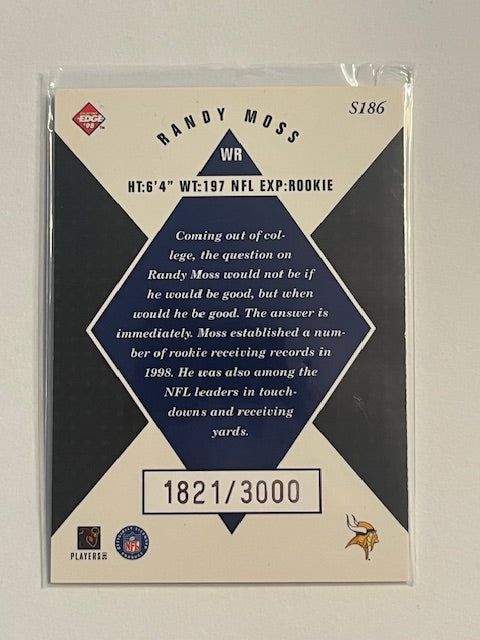 S186
EDGE
'98
RANDY MOSS
WR
HT:6'4" WT:197 NFL EXP:ROOKIE
Coming out of col-
lege, the question on
Randy Moss would not be if
he would be good, but when
would he be good. The answer is
immediately. Moss established a num-
ber of rookie receiving records in
1998. He was also among the
NFL leaders in touch-
downs and receiving
yards.
1821/3000
PLAYERS INC
NFL